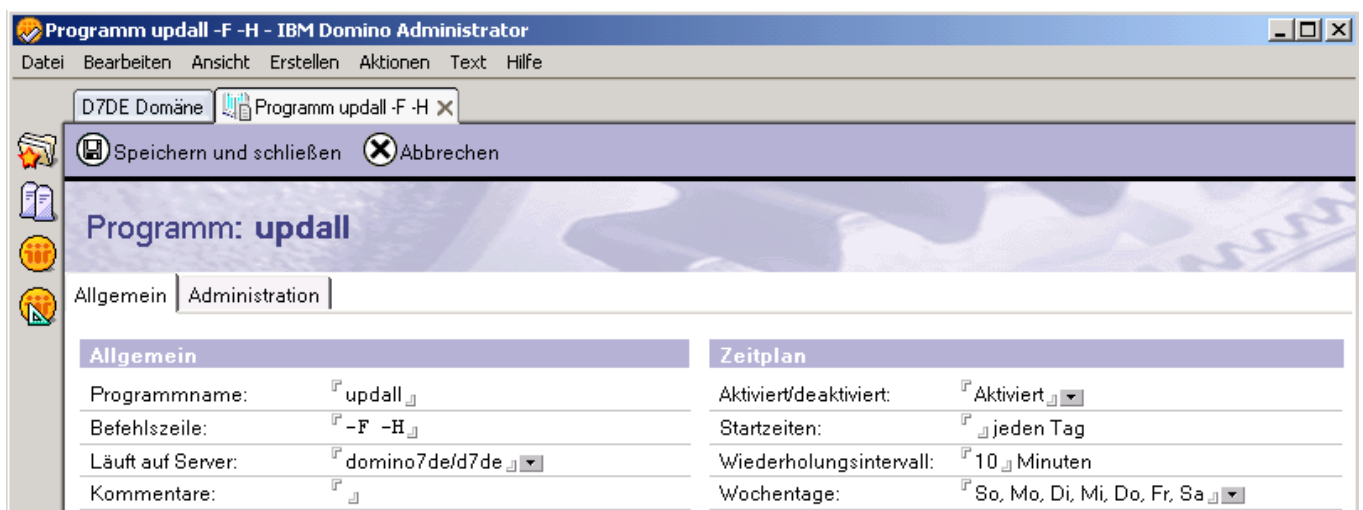 Programm updall -F -H - IBM Domino Administrator
Datei Bearbeiten Ansicht Erstellen Aktionen Text Hilfe
D7DE Domäne Programm updall -F -H
Speichern und schließen Abbrechen
Programm: updall
Allgemein Administration
Allgemein Zeitplan
Programmname: updall Aktiviert/deaktiviert: Aktiviert
Befehlszeile: -F -H Startzeiten: jeden Tag
Läuft auf Server: domino7de/d7de Wiederholungsintervall: 10 Minuten
Kommentare: Wochentage: So, Mo, Di, Mi, Do, Fr, Sa